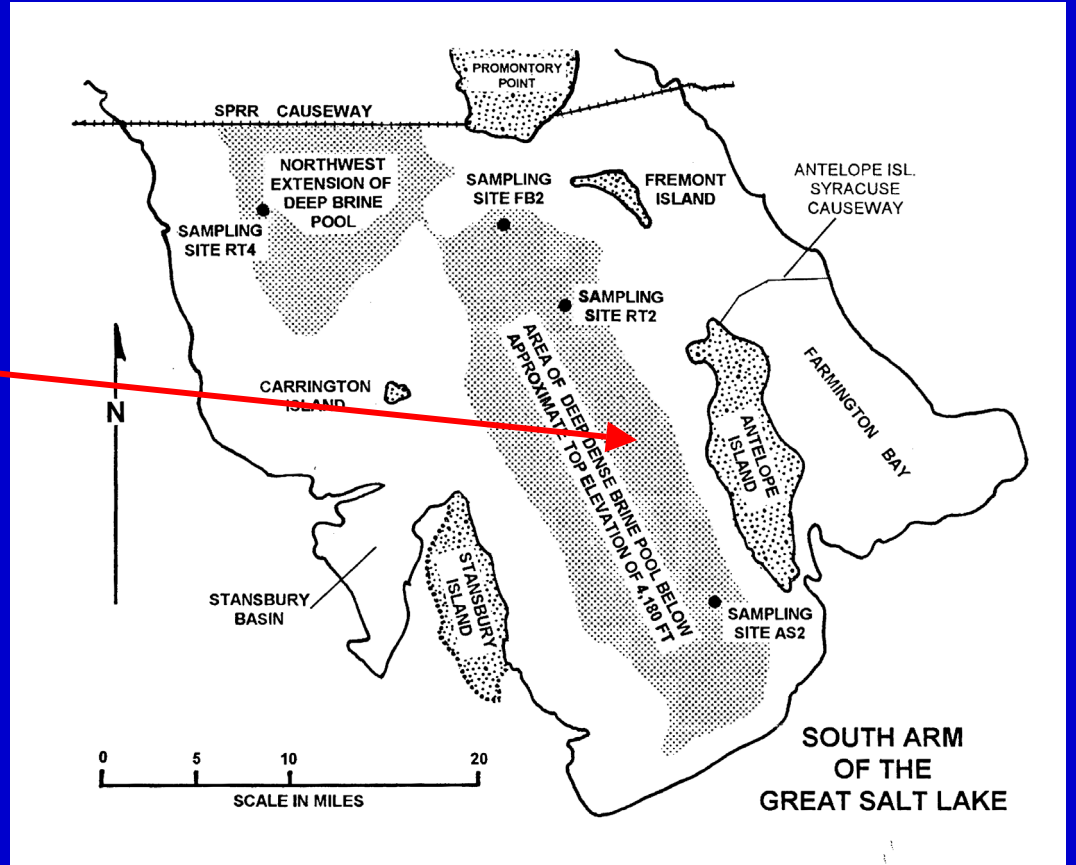 PROMONTORY
POINT
SPRR CAUSEWAY
NORTHWEST
EXTENSION OF
DEEP BRINE
POOL
SAMPLING
SITE FB2
FREMONT
ISLAND
ANTELOPE ISL.
SYRACUSE
CAUSEWAY
SAMPLING
SITE RT4
SAMPLING
SITE RT2
AREA OF DEEP DENSE BRINE POOL BELOW
APPROXIMATE TOP ELEVATION OF 4,180 FT
FARMINGTON BAY
N
CARRINGTON
ISLAND
ANTELOPE
ISLAND
STANSBURY
ISLAND
STANSBURY
BASIN
SAMPLING
SITE AS2
0 5 10 20
SCALE IN MILES
SOUTH ARM
OF THE
GREAT SALT LAKE